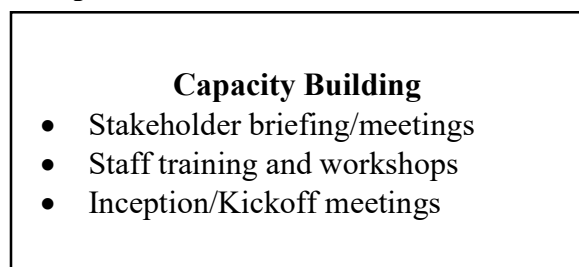 Capacity Building
• Stakeholder briefing/meetings
• Staff training and workshops
• Inception/Kickoff meetings